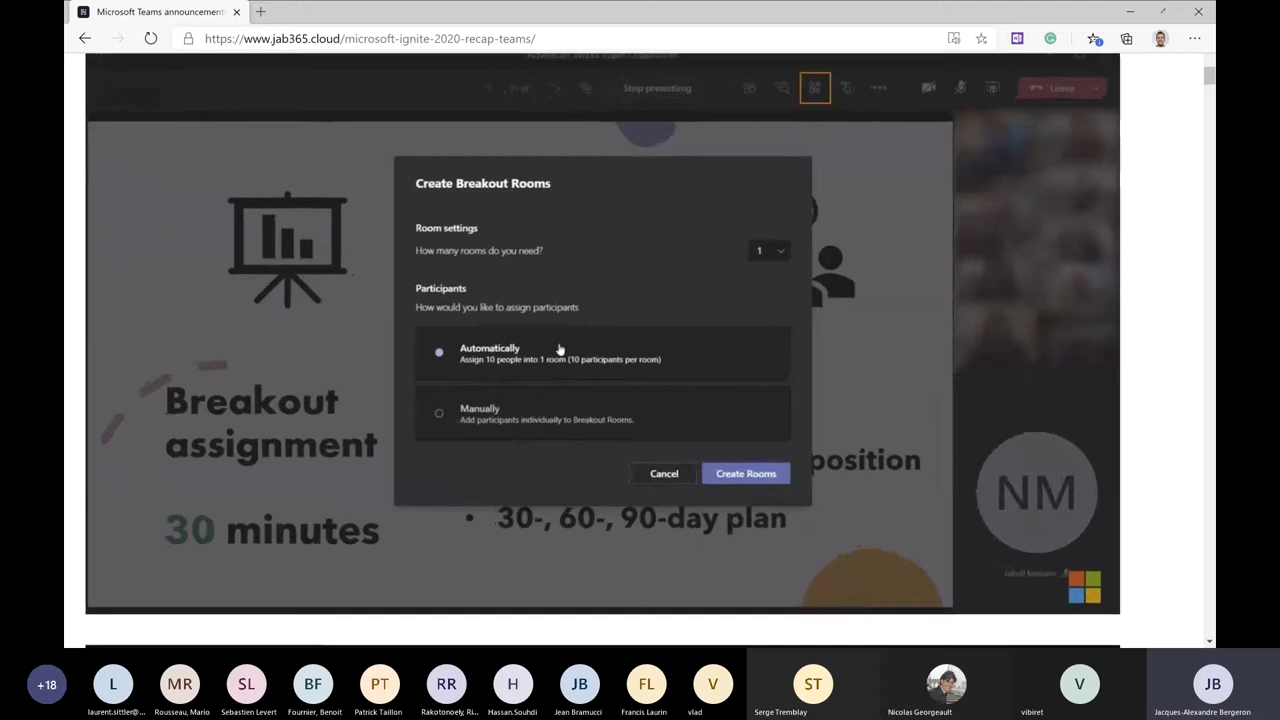 Microsoft Teams announcement
https://www.jab365.cloud/microsoft-ignite-2020-recap-teams/
Stop presenting
Leave
Create Breakout Rooms
Room settings
How many rooms do you need?
1
Participants
How would you like to assign participants
Automatically
Assign 10 people into 1 room (10 participants per room)
Manually
Add participants individually to Breakout Rooms.
Cancel
Create Rooms
Breakout
assignment
30 minutes
position
• 30-, 60-, 90-day plan
NM
+18
L
MR
SL
BF
PT
RR
H
JB
FL
V
ST
V
JB
laurent.sittler@...
Rousseau, Mario
Sebastien Levert
Fournier, Benoit
Patrick Taillon
Rakotonoely, Ri...
Hassan.Souhdi
Jean Bramucci
Francis Laurin
vlad
Serge Tremblay
Nicolas Georgeault
vibiret
Jacques-Alexandre Bergeron